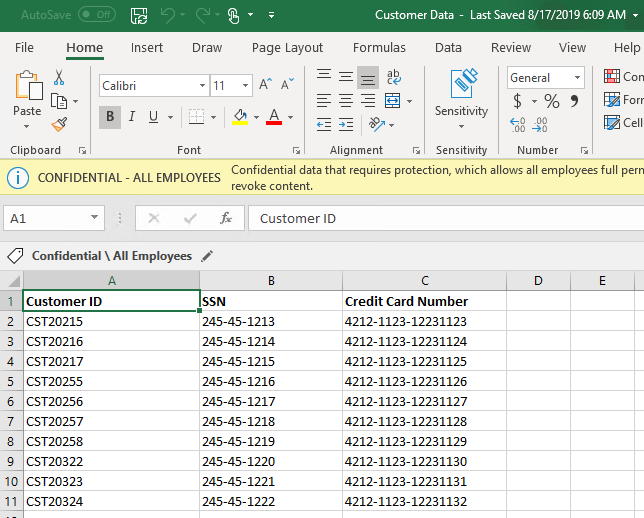 AutoSave Off Customer Data - Last Saved 8/17/2019 6:09 AM
File Home Insert Draw Page Layout Formulas Data Review View Help
Calibri 11 A A ab c General Con
Paste B I U A Sensitivity $ % 9 Forr
.00 .00 Cell
Clipboard Font Alignment Sensitivity Number
CONFIDENTIAL - ALL EMPLOYEES Confidential data that requires protection, which allows all employees full perm
revoke content.
A1 fx Customer ID
Confidential \ All Employees
A B C D E
1 Customer ID SSN Credit Card Number
2 CST20215 245-45-1213 4212-1123-12231123
3 CST20216 245-45-1214 4212-1123-12231124
4 CST20217 245-45-1215 4212-1123-12231125
5 CST20255 245-45-1216 4212-1123-12231126
6 CST20256 245-45-1217 4212-1123-12231127
7 CST20257 245-45-1218 4212-1123-12231128
8 CST20258 245-45-1219 4212-1123-12231129
9 CST20322 245-45-1220 4212-1123-12231130
10 CST20323 245-45-1221 4212-1123-12231131
11 CST20324 245-45-1222 4212-1123-12231132